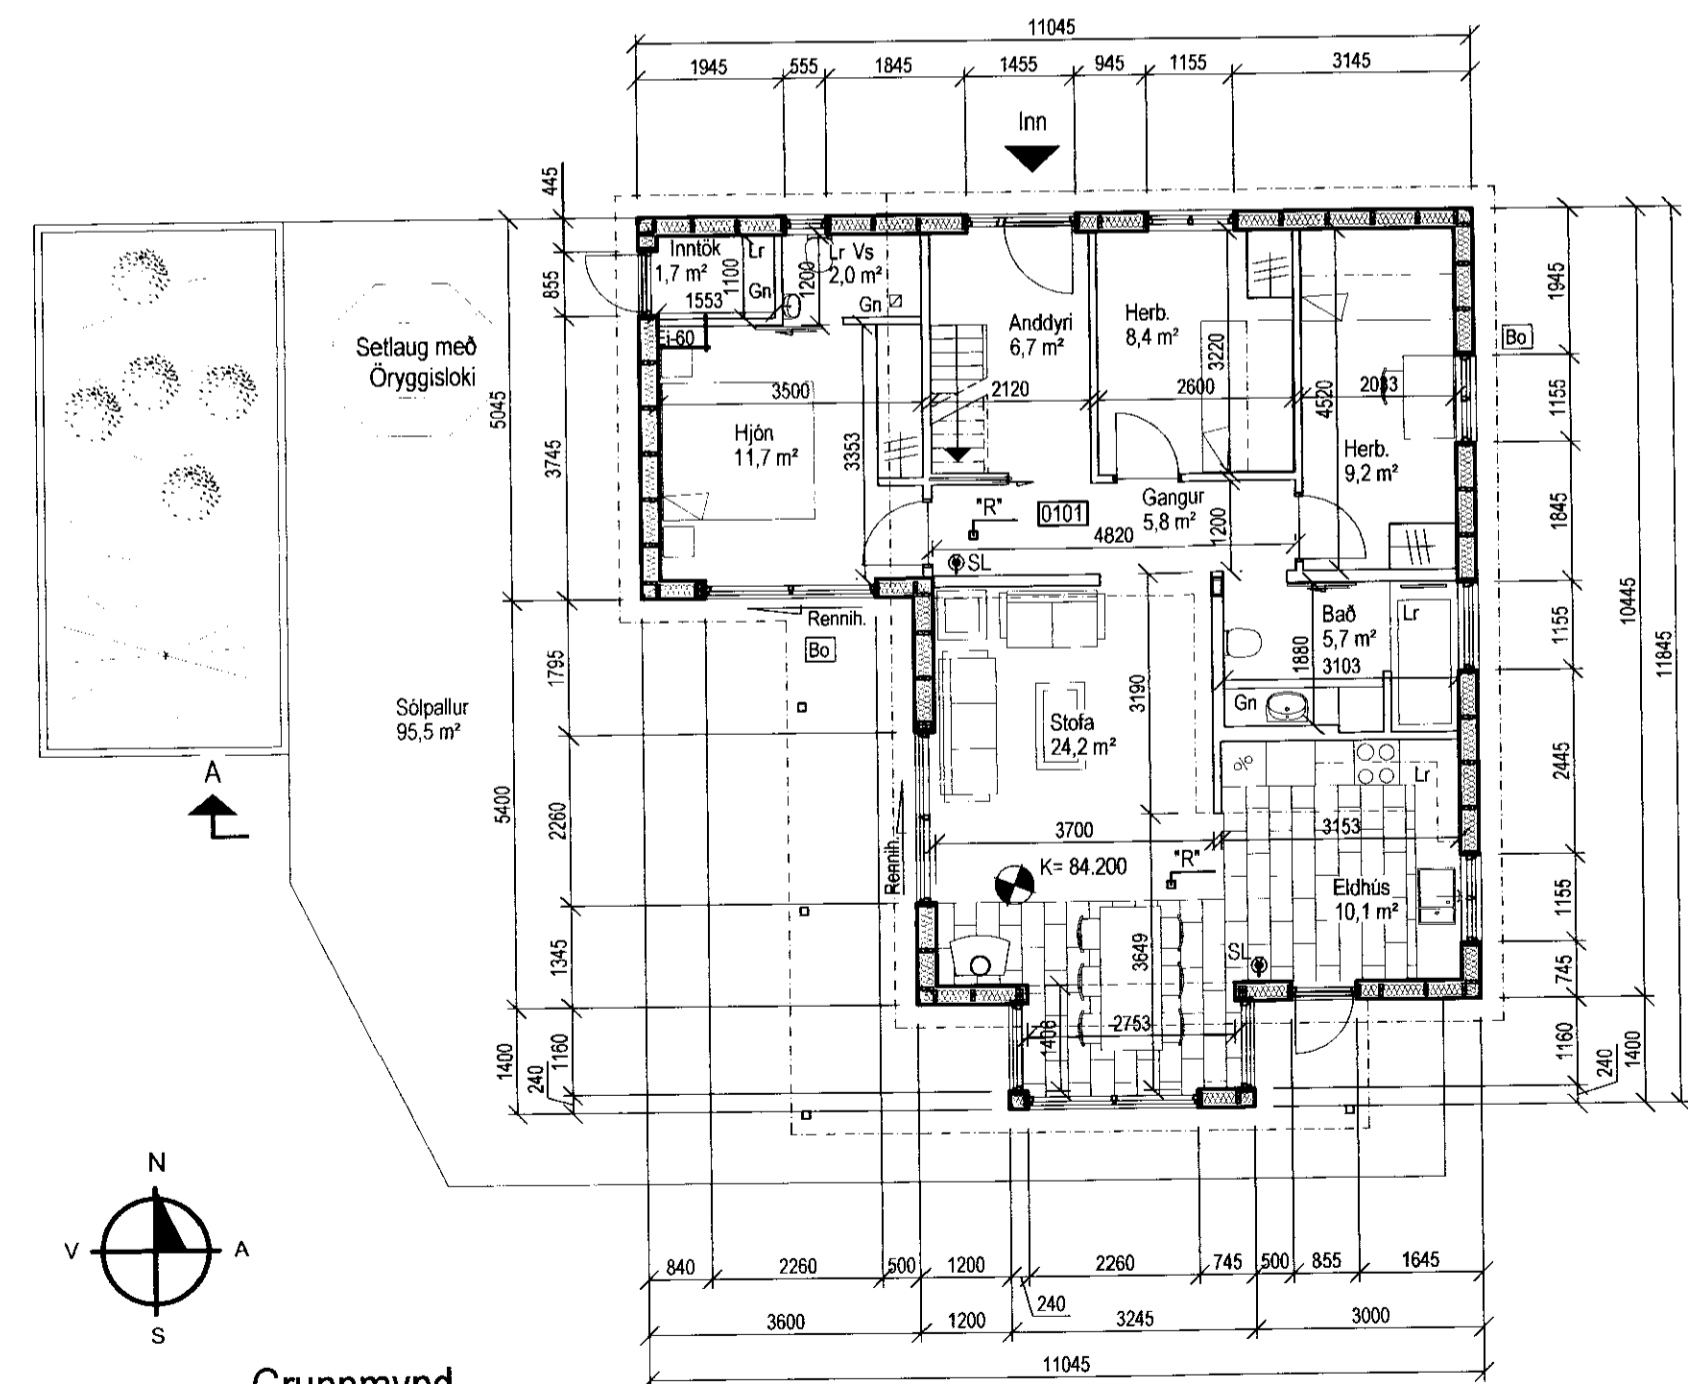 11045
1945 555 1845 1455 945 1155 3145
Inn
445
855
5045
3745
Inntök
1,7 m²
1553
1100
Lr
Gn
1200
Lr Vs
2,0 m²
Gn
Anddyri
6,7 m²
Herb.
8,4 m²
3220
Bo
1945
Setlaug með
Öryggisloki
3500
2120
2600
4520
1155
Hjón
11,7 m²
3353
Herb.
9,2 m²
10445
11845
"R"
0101
Gangur
5,8 m²
1200
1845
4820
SL
Rennih.
Bo
Bað
5,7 m²
Lr
1880
3103
Gn
1155
1795
3190
Sólpallur
95,5 m²
Stofa
24,2 m²
%
Lr
2445
A
5400
2260
Rennih.
3700
3153
K= 84.200
"R"
Eldhús
10,1 m²
1155
1345
3649
SL
745
1406
2753
1400
240
1160
1160
240
1400
N
V A
S
840 2260 500 1200 2260 745 500 855 1645
240
3600 1200 3245 3000
11045
Grunnmynd